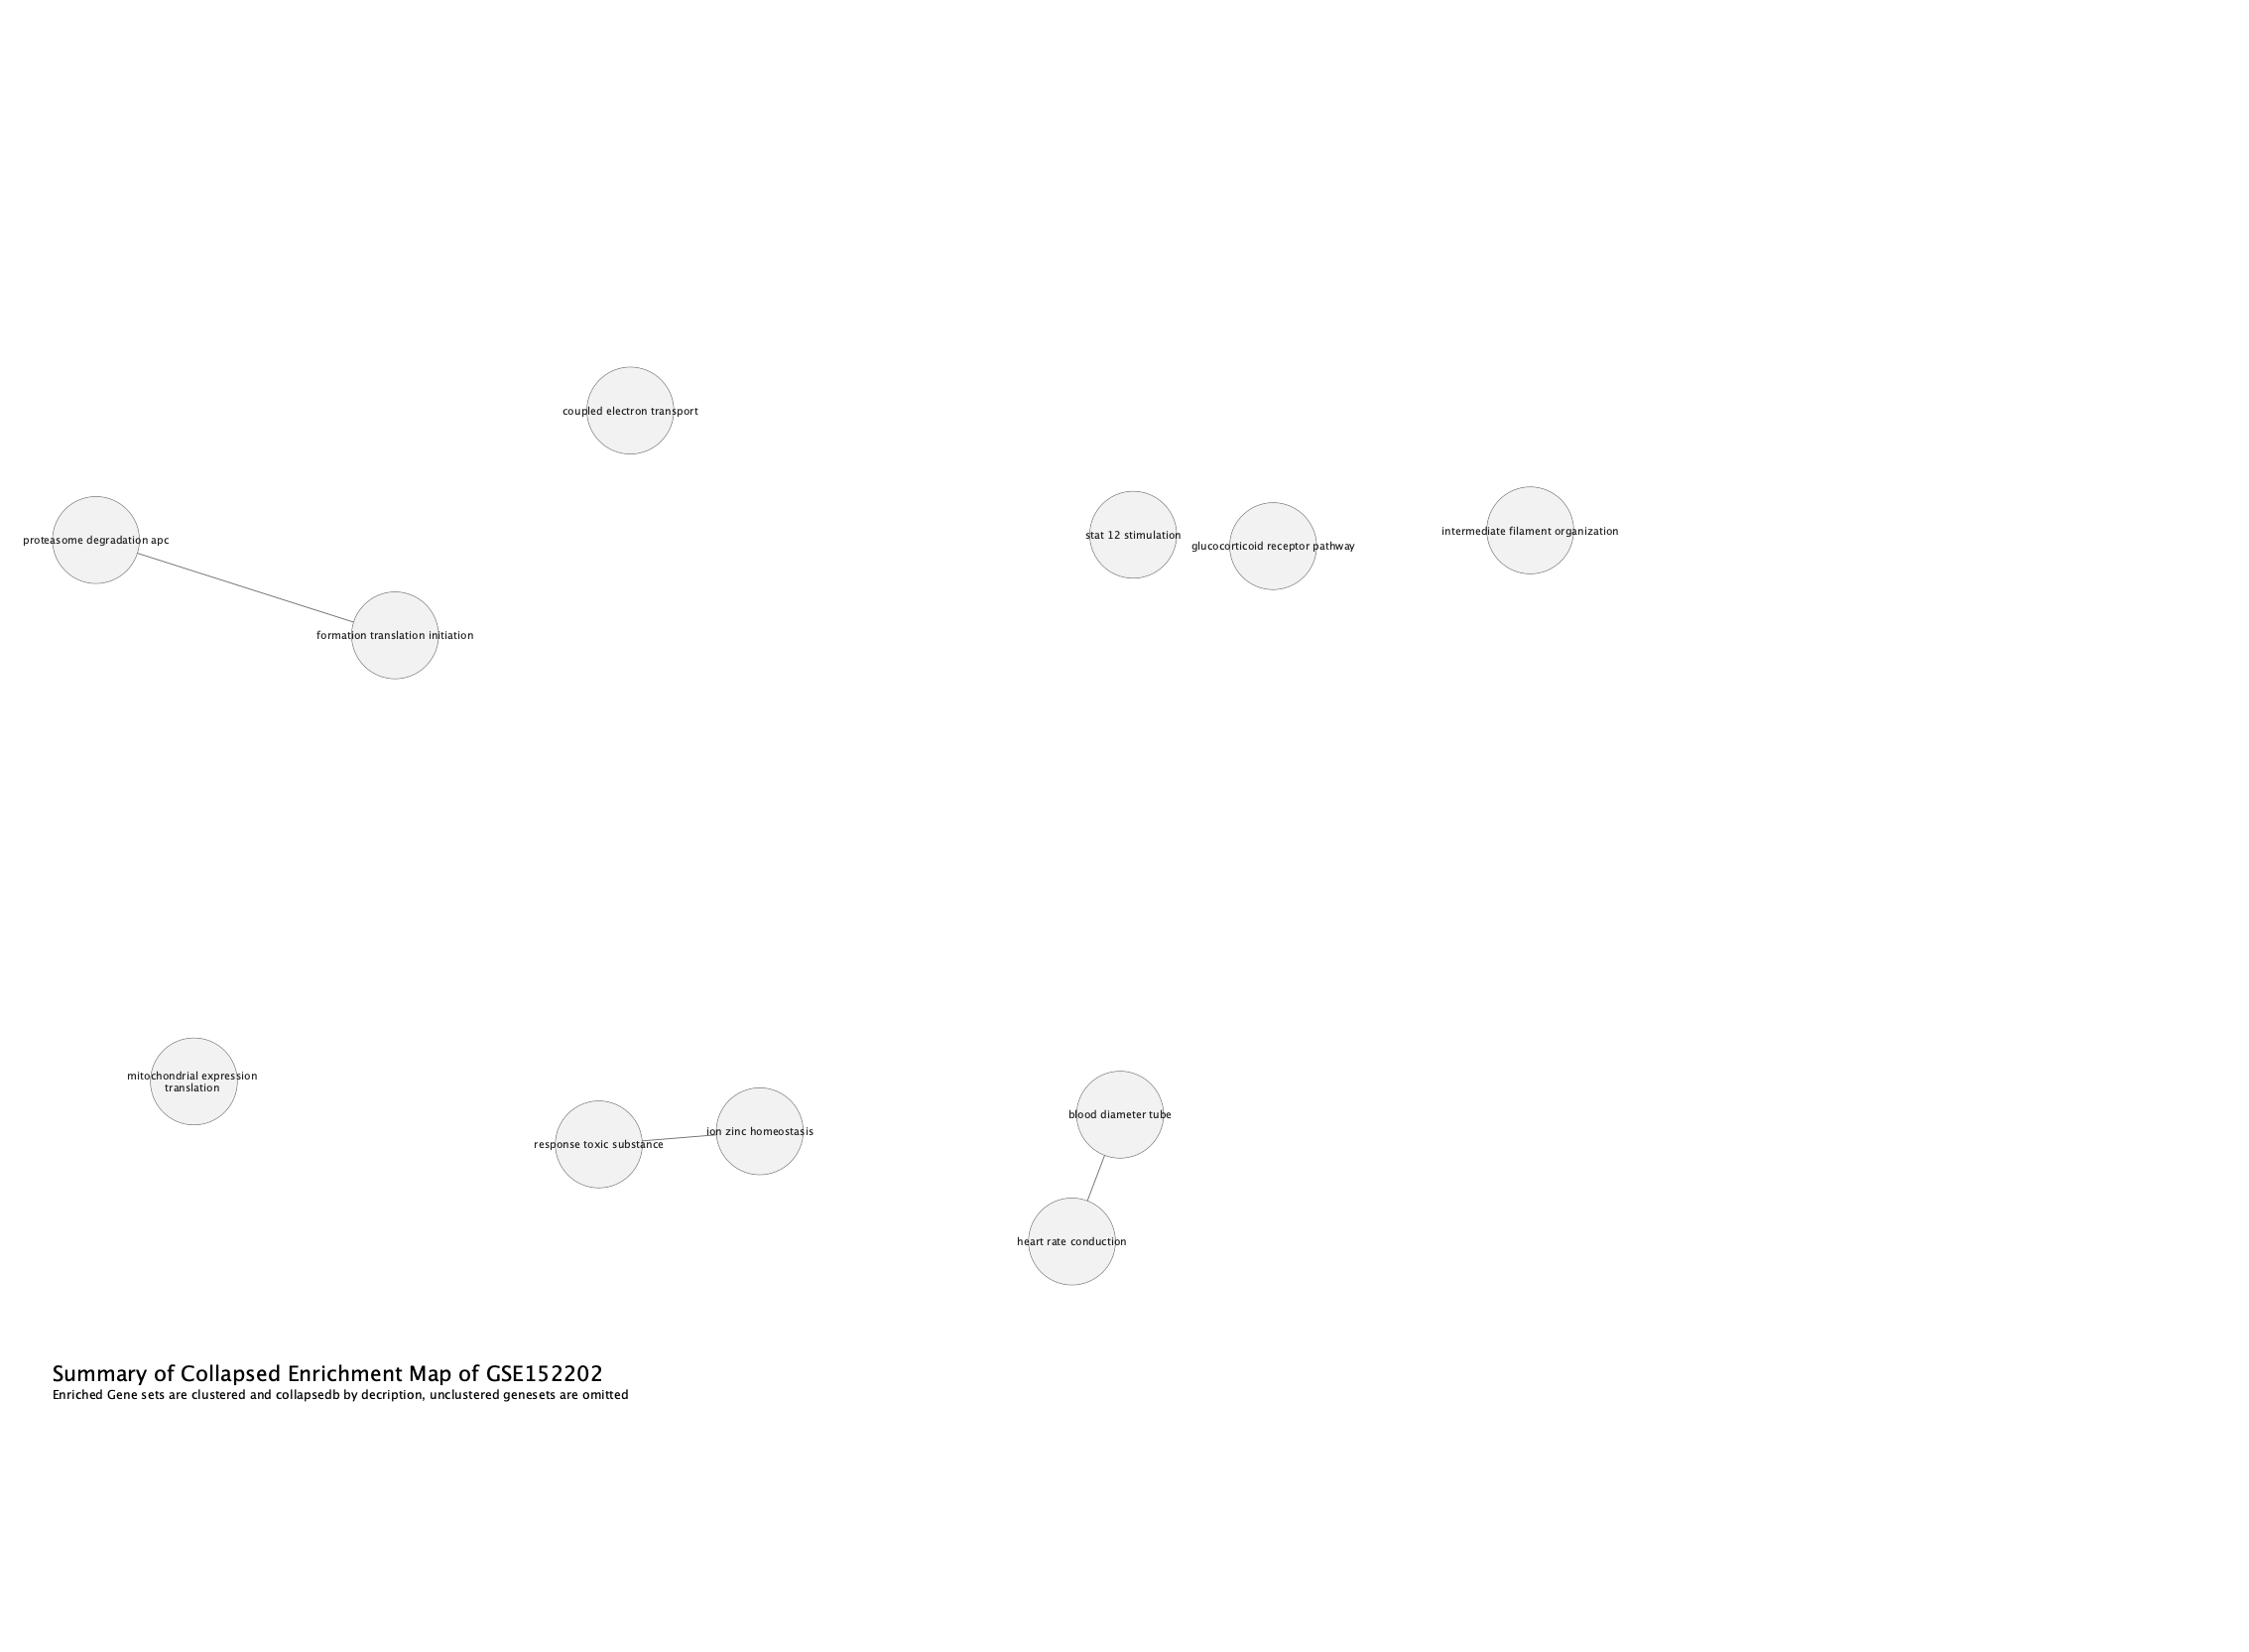 coupled electron transport
stat 12 stimulation
intermediate filament organization
proteasome degradation apc
glucocorticoid receptor pathway
formation translation initiation
mitochondrial expression
translation
blood diameter tube
ion zinc homeostasis
response toxic substance
heart rate conduction
Summary of Collapsed Enrichment Map of GSE152202
Enriched Gene sets are clustered and collapsedb by decription, unclustered genesets are omitted